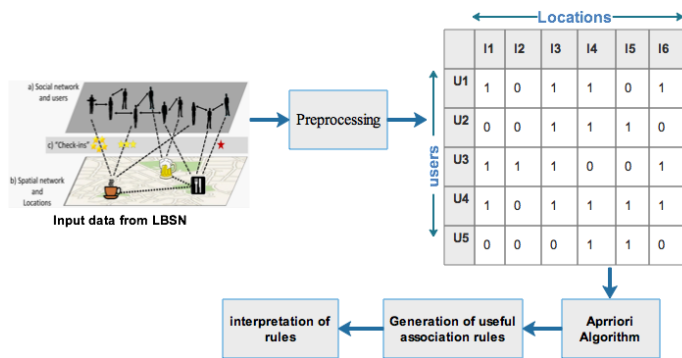 a) Social network
and users
c) "Check-ins"
b) Spatial network
and
Locations
Input data from LBSN
Preprocessing
Locations
users
l1 l2 l3 l4 l5 l6
U1 1 0 1 1 0 1
U2 0 0 1 1 1 0
U3 1 1 1 0 0 1
U4 1 0 1 1 1 1
U5 0 0 0 1 1 0
Aprriori
Algorithm
Generation of useful
association rules
interpretation of
rules